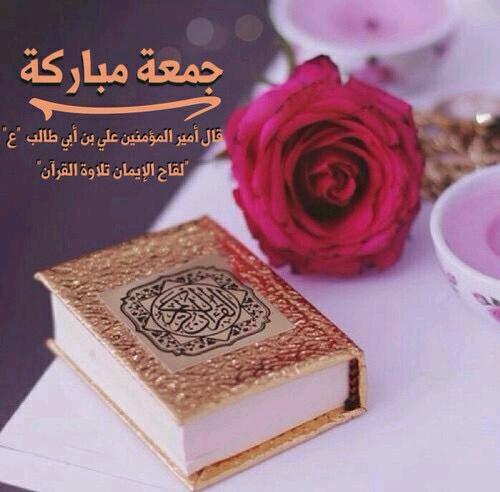 جمعة مباركة
قال أمير المؤمنين علي بن أبي طالب "ع"
"لقاح الإيمان تلاوة القرآن"
القرآن الكريم